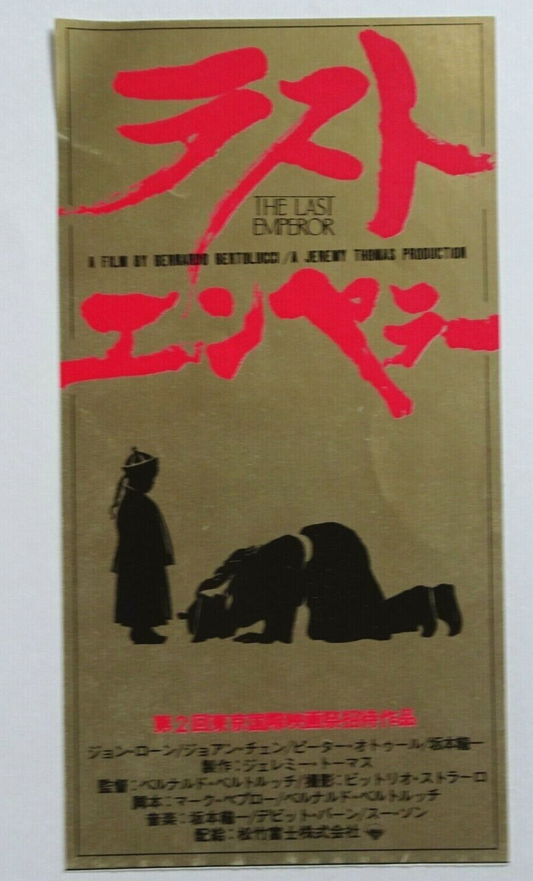 ラスト
THE LAST
EMPEROR
A FILM BY BERNARDO BERTOLUCCI/A JEREMY THOMAS PRODUCTION
エンペラー
第2回東京国際映画祭招待作品
ジョン・ローン/ジョアン・チェン/ピーター・オトゥール/坂本龍一
製作:ジェレミー・トーマス
監督:ベルナルド・ベルトルッチ/撮影:ビットリオ・ストラーロ
脚本:マーク・ペプロー/ベルナルド・ベルトルッチ
音楽:坂本龍一/デビット・バーン/スー・ソン
配給:松竹富士株式会社